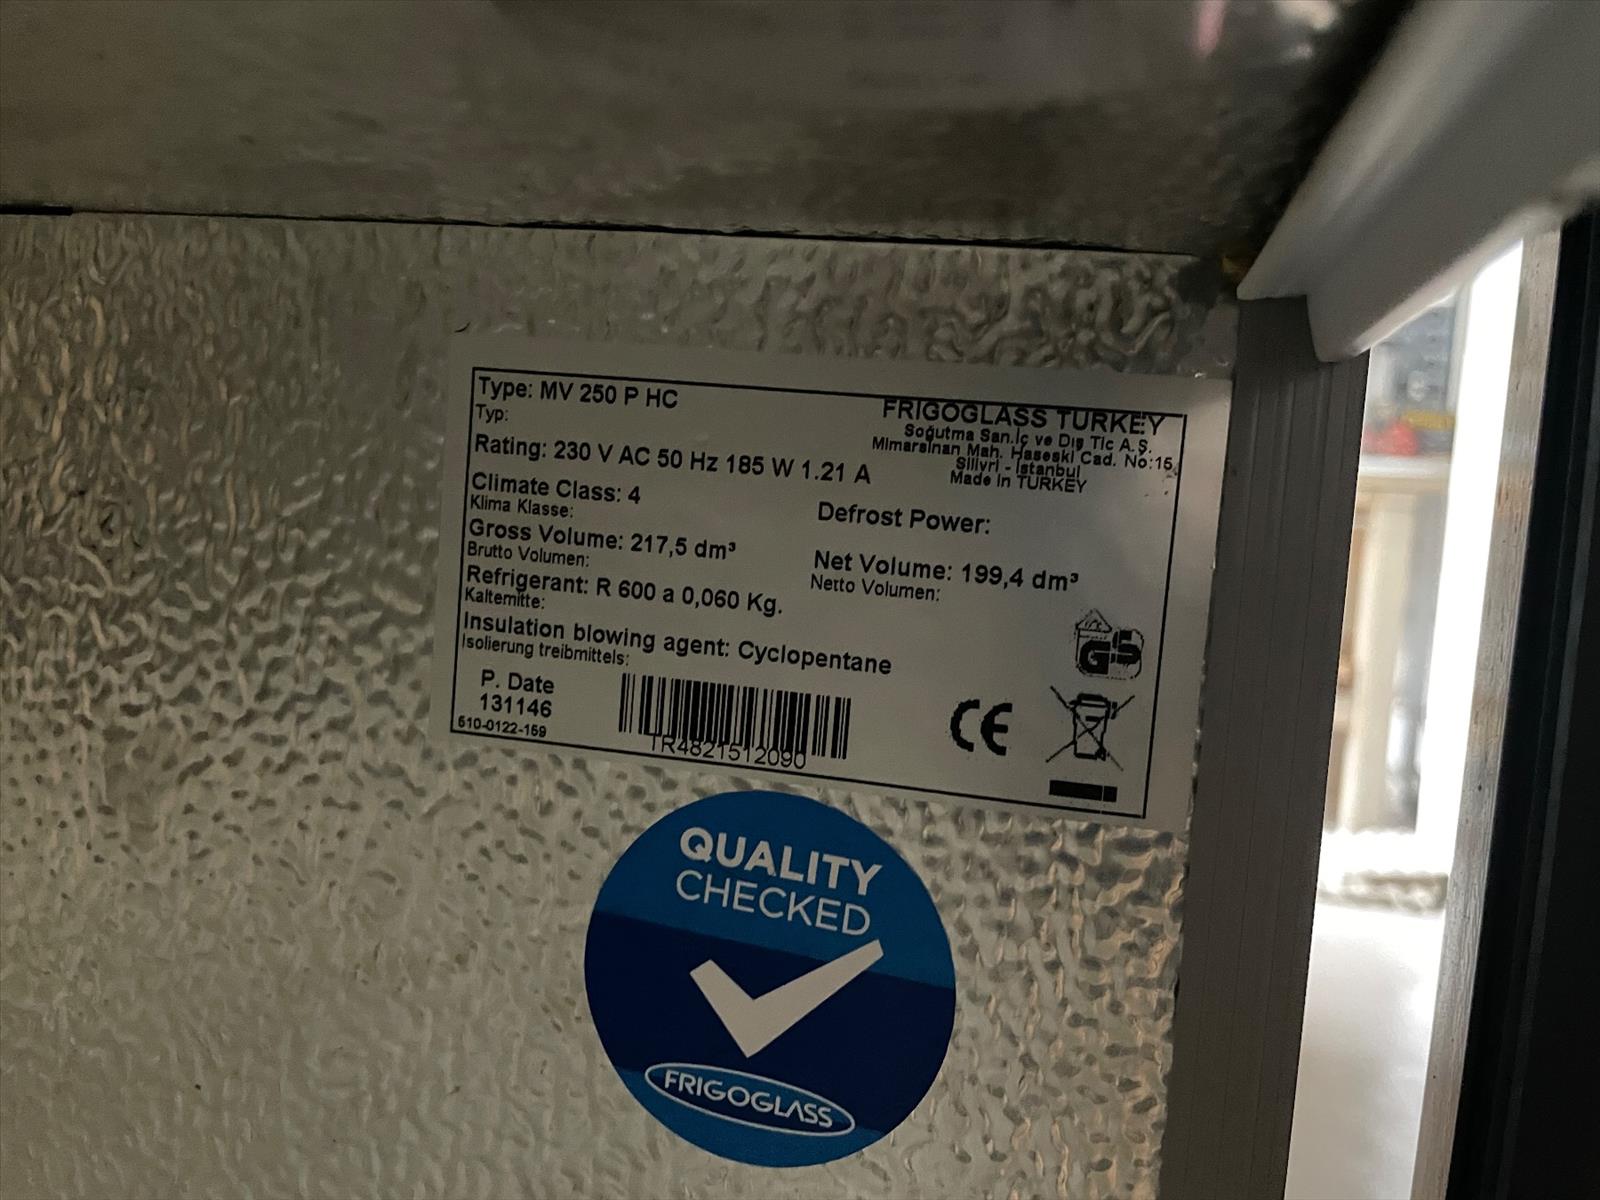 Type: MV 250 P HC
Typ:
FRIGOGLASS TURKEY
Soğutma San.İç ve Dış Tic A.Ş.
Mimarsinan Mah. Haseski Cad. No:15,
Silivri - İstanbul
Made in TURKEY
Rating: 230 V AC 50 Hz 185 W 1.21 A
Climate Class: 4
Klima Klasse:
Defrost Power:
Gross Volume: 217,5 dm³
Brutto Volumen:
Net Volume: 199,4 dm³
Netto Volumen:
Refrigerant: R 600 a 0,060 Kg.
Kaltemitte:
Insulation blowing agent: Cyclopentane
Isolierung treibmittels:
P. Date
131146
510-0122-159
TR4821512090
GS
CE
QUALITY
CHECKED
FRIGOGLASS